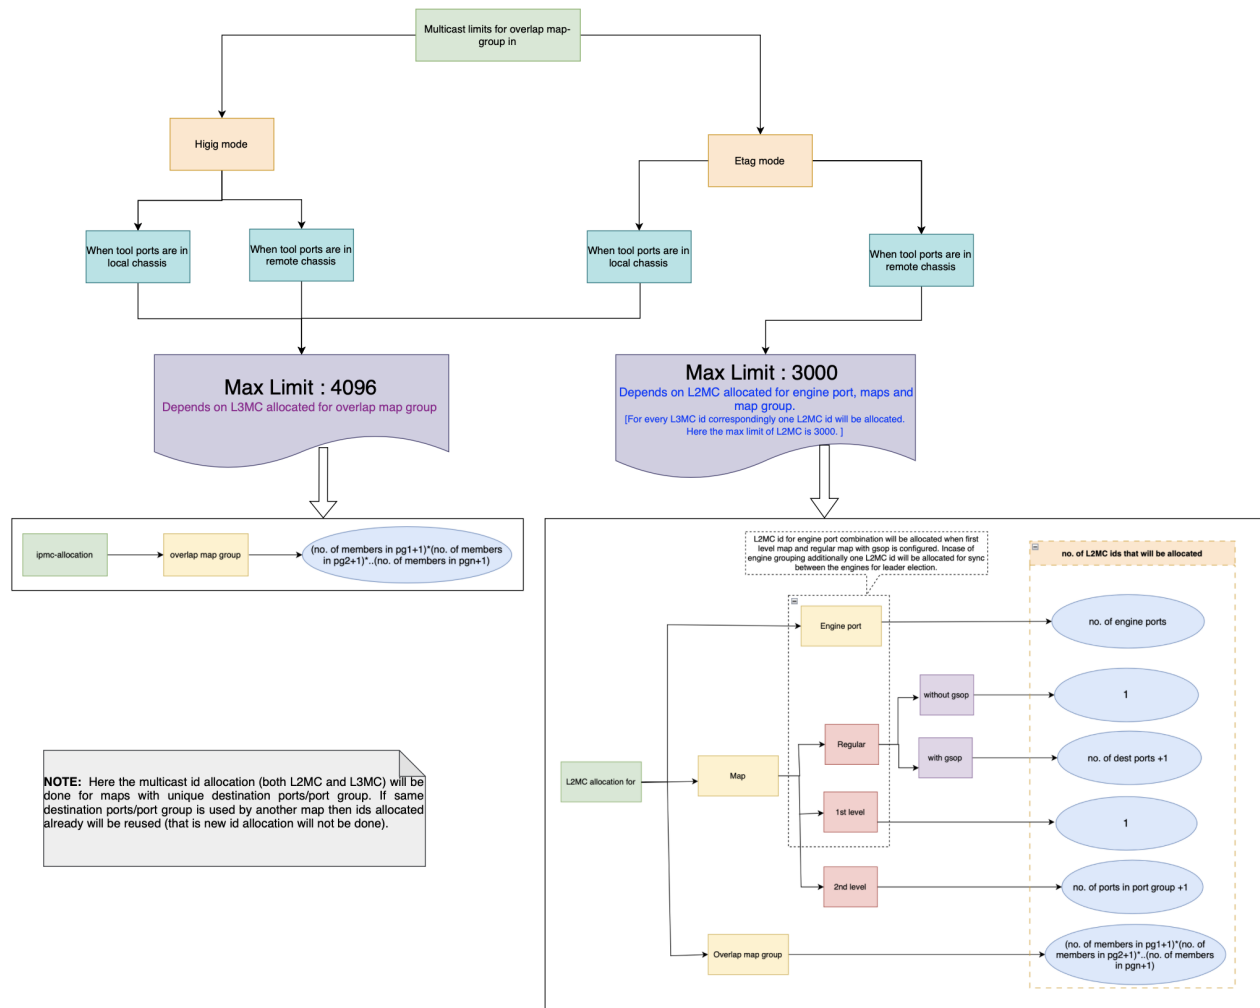 Multicast limits for overlap map-
group in
Higig mode
Etag mode
When tool ports are in
local chassis
When tool ports are in
remote chassis
When tool ports are in
local chassis
When tool ports are in
remote chassis
Max Limit : 4096
Depends on L3MC allocated for overlap map group
Max Limit : 3000
Depends on L2MC allocated for engine port, maps and
map group.
[For every L3MC id correspondingly one L2MC id will be allocated.
Here the max limit of L2MC is 3000. ]
ipmc-allocation
overlap map group
(no. of members in pg1+1)*(no. of members
in pg2+1)*..(no. of members in pgn+1)
L2MC id for engine port combination will be allocated when first
level map and regular map with gsop is configured. Incase of
engine grouping additionally one L2MC id will be allocated for sync
between the engines for leader election.
no. of L2MC ids that will be allocated
Engine port
no. of engine ports
without gsop
1
Regular
with gsop
no. of dest ports +1
L2MC allocation for
Map
1st level
1
2nd level
no. of ports in port group +1
Overlap map group
(no. of members in pg1+1)*(no. of
members in pg2+1)*..(no. of members
in pgn+1)
NOTE: Here the multicast id allocation (both L2MC and L3MC) will be
done for maps with unique destination ports/port group. If same
destination ports/port group is used by another map then ids allocated
already will be reused (that is new id allocation will not be done).